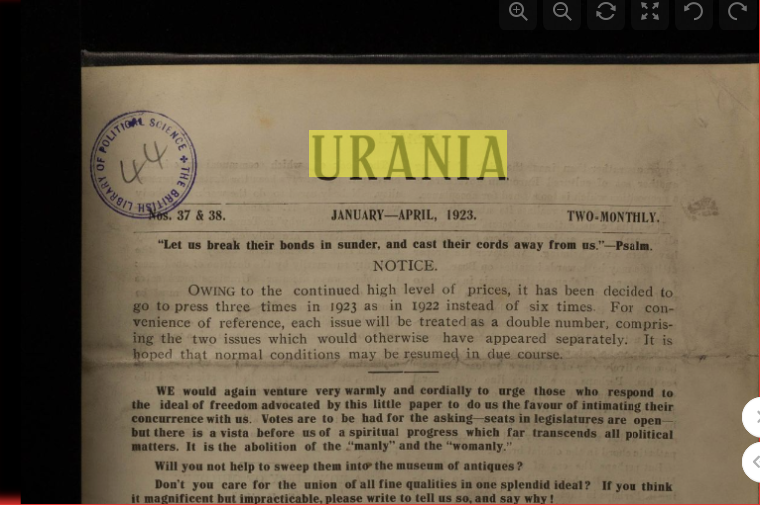 URANIA
THE BRITISH LIBRARY OF POLITICAL SCIENCE
44
Nos. 37 & 38. JANUARY—APRIL, 1923. TWO-MONTHLY.
“Let us break their bonds in sunder, and cast their cords away from us.”—Psalm.
NOTICE.
OWING to the continued high level of prices, it has been decided to
go to press three times in 1923 as in 1922 instead of six times. For con-
venience of reference, each issue will be treated as a double number, compris-
ing the two issues which would otherwise have appeared separately. It is
hoped that normal conditions may be resumed in due course.
WE would again venture very warmly and cordially to urge those who respond to
the ideal of freedom advocated by this little paper to do us the favour of intimating their
concurrence with us. Votes are to be had for the asking—seats in legislatures are open—
but there is a vista before us of a spiritual progress which far transcends all political
matters. It is the abolition of the “manly” and the “womanly.”
Will you not help to sweep them into the museum of antiques?
Don't you care for the union of all fine qualities in one splendid ideal? If you think
it magnificent but impracticable, please write to tell us so, and say why!